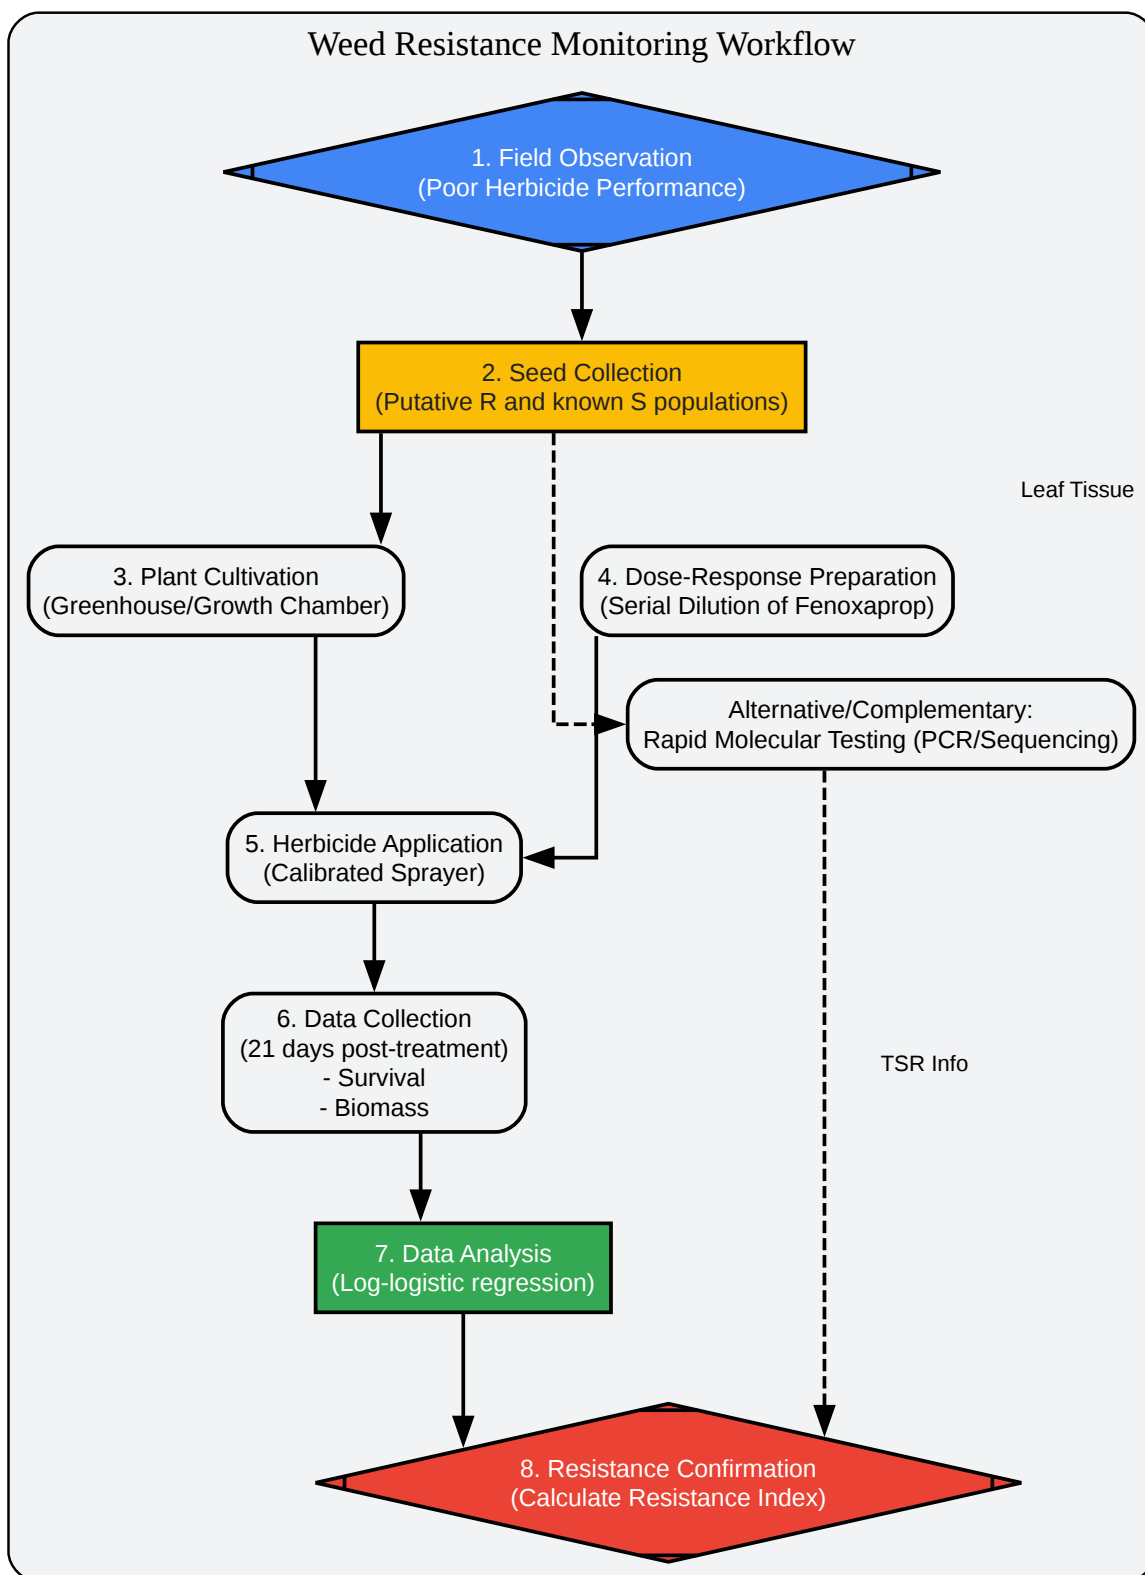 Weed Resistance Monitoring Workflow
1. Field Observation
(Poor Herbicide Performance)
2. Seed Collection
(Putative R and known S populations)
Leaf Tissue
3. Plant Cultivation
(Greenhouse/Growth Chamber)
4. Dose-Response Preparation
(Serial Dilution of Fenoxaprop)
Alternative/Complementary:
Rapid Molecular Testing (PCR/Sequencing)
5. Herbicide Application
(Calibrated Sprayer)
6. Data Collection
(21 days post-treatment)
- Survival
- Biomass
TSR Info
7. Data Analysis
(Log-logistic regression)
8. Resistance Confirmation
(Calculate Resistance Index)